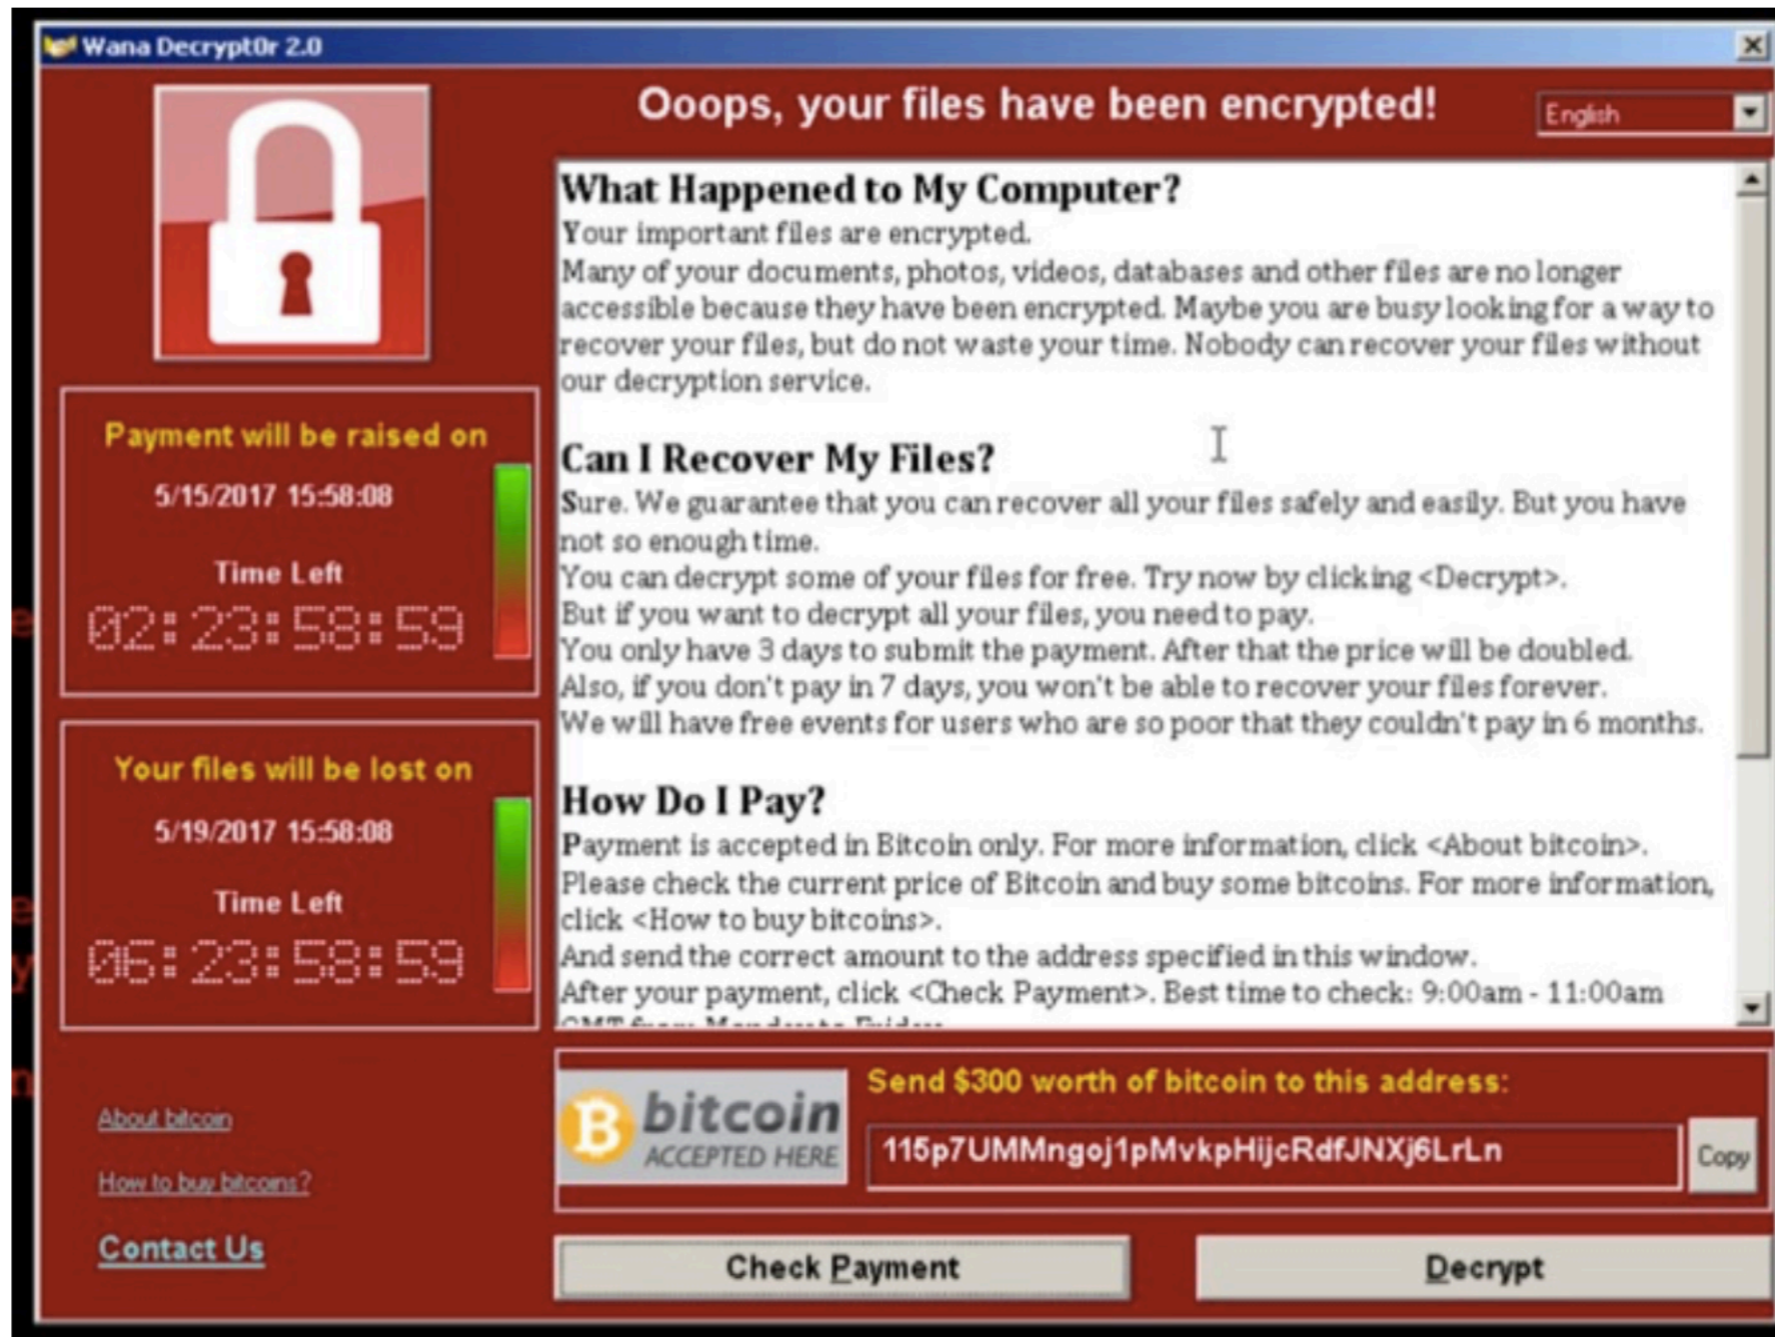 Wana Decrypt0r 2.0
Ooops, your files have been encrypted!
English
What Happened to My Computer?
Your important files are encrypted.
Many of your documents, photos, videos, databases and other files are no longer
accessible because they have been encrypted. Maybe you are busy looking for a way to
recover your files, but do not waste your time. Nobody can recover your files without
our decryption service.
Can I Recover My Files?
Sure. We guarantee that you can recover all your files safely and easily. But you have
not so enough time.
You can decrypt some of your files for free. Try now by clicking <Decrypt>.
But if you want to decrypt all your files, you need to pay.
You only have 3 days to submit the payment. After that the price will be doubled.
Also, if you don't pay in 7 days, you won't be able to recover your files forever.
We will have free events for users who are so poor that they couldn't pay in 6 months.
How Do I Pay?
Payment is accepted in Bitcoin only. For more information, click <About bitcoin>.
Please check the current price of Bitcoin and buy some bitcoins. For more information,
click <How to buy bitcoins>.
And send the correct amount to the address specified in this window.
After your payment, click <Check Payment>. Best time to check: 9:00am - 11:00am
GMT from Monday to Friday.
Payment will be raised on
5/15/2017 15:58:08
Time Left
02:23:58:59
Your files will be lost on
5/19/2017 15:58:08
Time Left
06:23:58:59
About bitcoin
How to buy bitcoins?
Contact Us
bitcoin
ACCEPTED HERE
Send $300 worth of bitcoin to this address:
115p7UMMngoj1pMvkpHijcRdfJNXj6LrLn
Copy
Check Payment
Decrypt